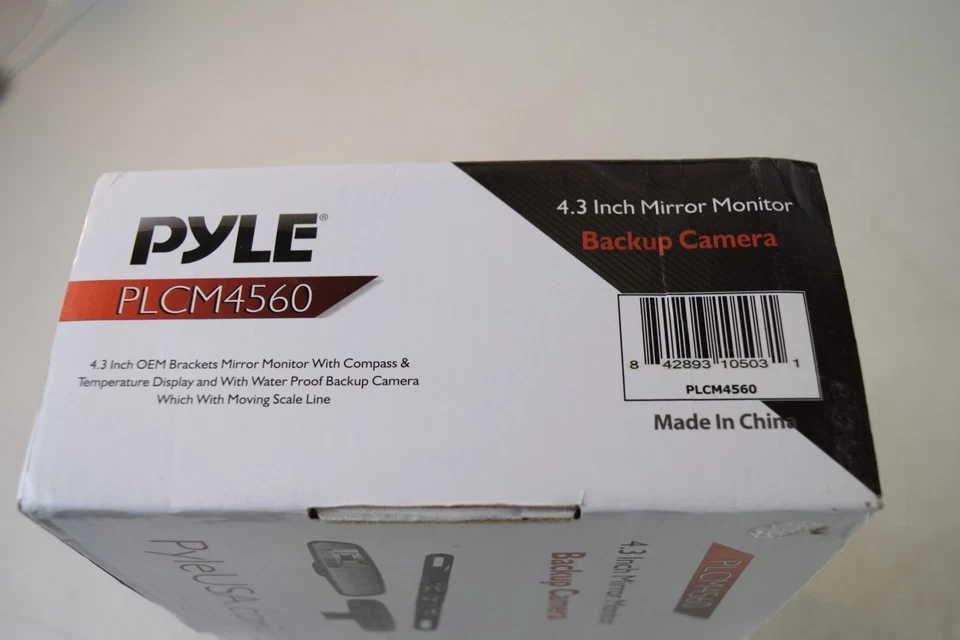 PYLE®
PLCM4560
4.3 Inch OEM Brackets Mirror Monitor With Compass &
Temperature Display and With Water Proof Backup Camera
Which With Moving Scale Line
4.3 Inch Mirror Monitor
Backup Camera
8 42893 10503 1
PLCM4560
Made In China
PyleUSA.com
4.3 Inch Mirror Monitor
Backup Camera
PLCM4560